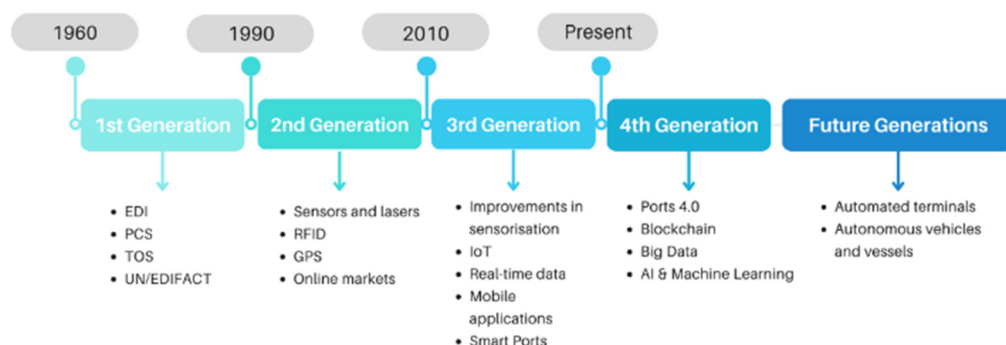 1960
1990
2010
Present
1st Generation
2nd Generation
3rd Generation
4th Generation
Future Generations
• EDI
• PCS
• TOS
• UN/EDIFACT
• Sensors and lasers
• RFID
• GPS
• Online markets
• Improvements in
sensorisation
• IoT
• Real-time data
• Mobile
applications
• Smart Ports
• Ports 4.0
• Blockchain
• Big Data
• AI & Machine Learning
• Automated terminals
• Autonomous vehicles
and vessels